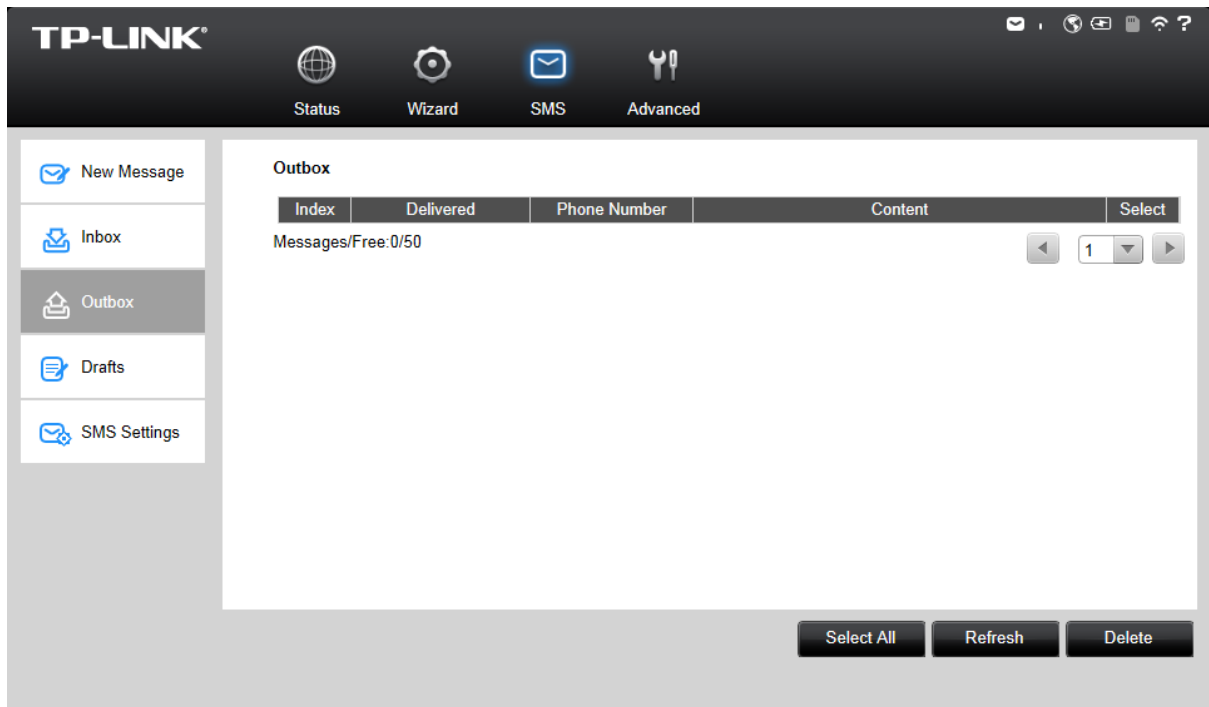 TP-LINK®
?
Status Wizard SMS Advanced
New Message
Inbox
Outbox
Drafts
SMS Settings
Outbox
Index Delivered Phone Number Content Select
Messages/Free:0/50
1
Select All Refresh Delete